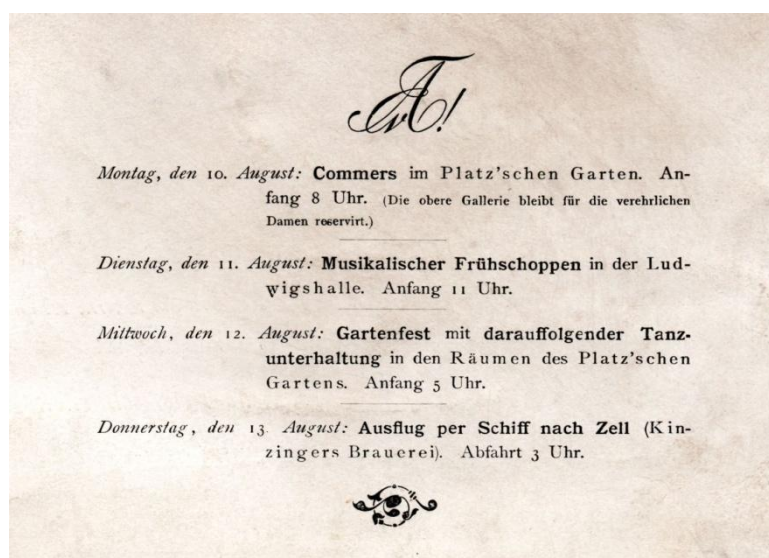 Montag, den 10. August: Commers im Platz'schen Garten. An-
fang 8 Uhr. (Die obere Gallerie bleibt für die verehrlichen
Damen reservirt.)
Dienstag, den 11. August: Musikalischer Frühschoppen in der Lud-
wigshalle. Anfang 11 Uhr.
Mittwoch, den 12. August: Gartenfest mit darauffolgender Tanz-
unterhaltung in den Räumen des Platz'schen
Gartens. Anfang 5 Uhr.
Donnerstag, den 13. August: Ausflug per Schiff nach Zell (Kin-
zingers Brauerei). Abfahrt 3 Uhr.